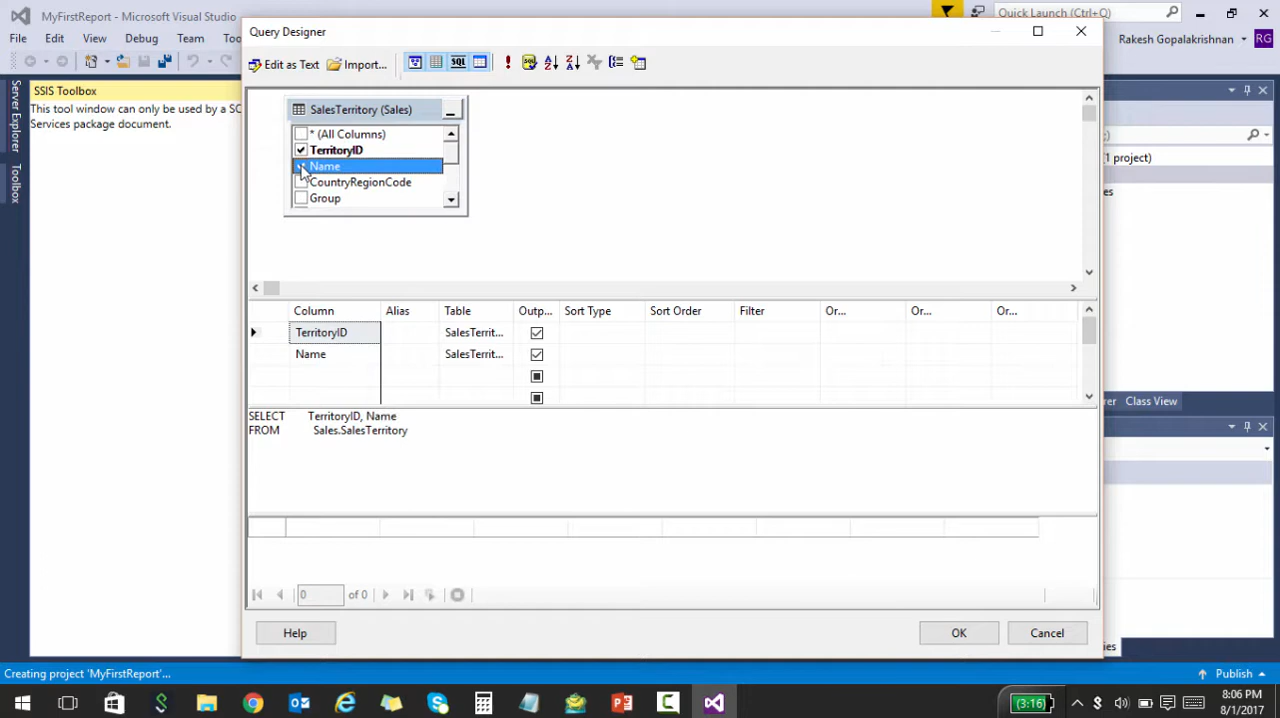 MyFirstReport - Microsoft Visual Studio
Quick Launch (Ctrl+Q)
File Edit View Debug Team
Rakesh Gopalakrishnan RG
Query Designer
Edit as Text Import...
SQL
Server Explorer
Toolbox
SSIS Toolbox
This tool window can only be used by a SC
Services package document.
SalesTerritory (Sales)
* (All Columns)
TerritoryID
Name
CountryRegionCode
Group
(1 project)
Column Alias Table Outp... Sort Type Sort Order Filter Or... Or... Or...
TerritoryID SalesTerrit...
Name SalesTerrit...
SELECT TerritoryID, Name
FROM Sales.SalesTerritory
Class View
0 of 0
Help OK Cancel
Creating project 'MyFirstReport'...
Publish
(3:16)
8:06 PM
8/1/2017